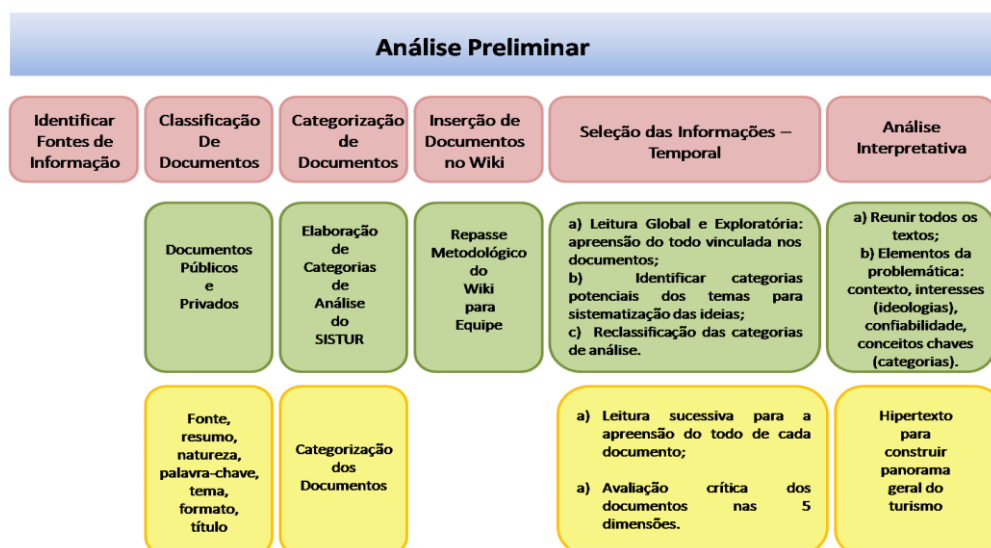 Análise Preliminar
Identificar
Fontes de
Informação
Classificação
De
Documentos
Categorização
de
Documentos
Inserção de
Documentos
no Wiki
Seleção das Informações –
Temporal
Análise
Interpretativa
Documentos
Públicos
e
Privados
Elaboração
de
Categorias
de
Análise
do
SISTUR
Repasse
Metodológico
do
Wiki
para
Equipe
a) Leitura Global e Exploratória:
apreensão do todo vinculada nos
documentos;
b) Identificar categorias
potenciais dos temas para
sistematização das ideias;
c) Reclassificação das categorias
de análise.
a) Reunir todos os
textos;
b) Elementos da
problemática:
contexto, interesses
(ideologias),
confiabilidade,
conceitos chaves
(categorias).
Fonte,
resumo,
natureza,
palavra-chave,
tema,
formato,
título
Categorização
dos
Documentos
a) Leitura sucessiva para a
apreensão do todo de cada
documento;
a) Avaliação crítica dos
documentos nas 5
dimensões.
Hipertexto
para
construir
panorama
geral do
turismo